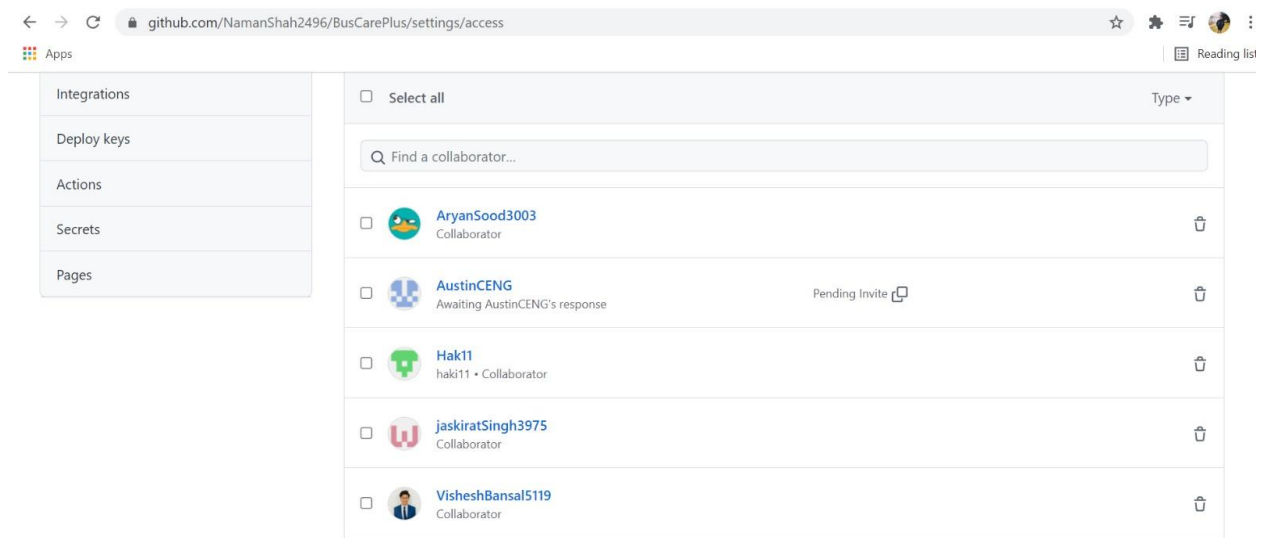 github.com/NamanShah2496/BusCarePlus/settings/access
Apps
Reading list
Integrations
Deploy keys
Actions
Secrets
Pages
Select all
Type
Find a collaborator...
AryanSood3003
Collaborator
AustinCENG
Awaiting AustinCENG's response
Pending Invite
Hak11
haki11 • Collaborator
jaskiratSingh3975
Collaborator
VisheshBansal5119
Collaborator